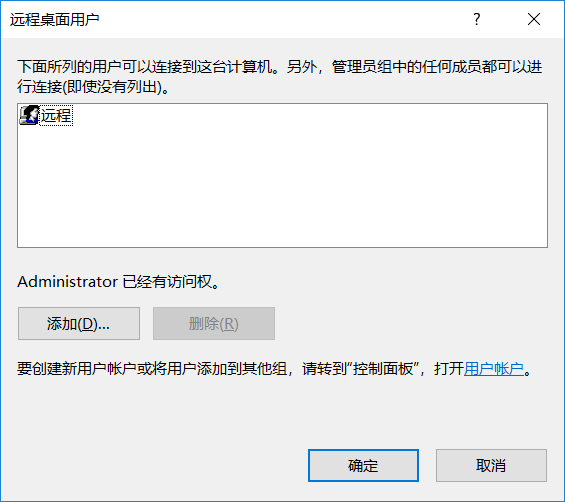 远程桌面用户
?
下面所列的用户可以连接到这台计算机。另外，管理员组中的任何成员都可以进
行连接(即使没有列出)。
远程
Administrator 已经有访问权。
添加(D)... 删除(R)
要创建新用户帐户或将用户添加到其他组，请转到"控制面板"，打开用户帐户。
确定 取消